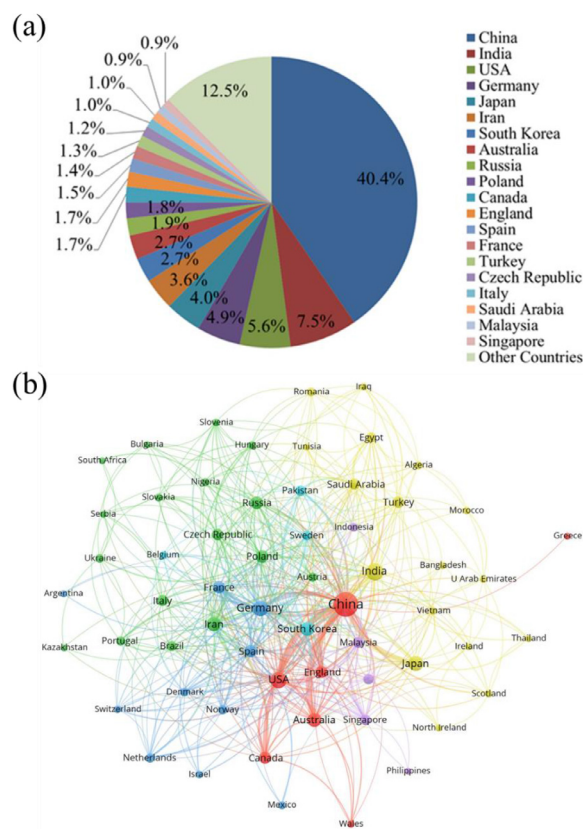 (a)
0.9%
0.9%
1.0%
1.0%
1.2%
1.3%
1.4%
1.5%
1.7%
1.7%
1.8%
1.9%
2.7%
2.7%
3.6%
4.0%
4.9%
5.6%
7.5%
40.4%
12.5%
China
India
USA
Germany
Japan
Iran
South Korea
Australia
Russia
Poland
Canada
England
Spain
France
Turkey
Czech Republic
Italy
Saudi Arabia
Malaysia
Singapore
Other Countries
(b)
Romania
Iraq
Slovenia
Bulgaria
Hungary
Tunisia
Egypt
South Africa
Algeria
Nigeria
Pakistan
Saudi Arabia
Slovakia
Russia
Turkey
Morocco
Serbia
Indonesia
Czech Republic
Sweden
Greece
Ukraine
Belgium
Poland
Bangladesh
India
U Arab Emirates
Austria
Argentina
France
Italy
Germany
China
Vietnam
Iran
South Korea
Thailand
Portugal
Brazil
Malaysia
Ireland
Kazakstan
Spain
Japan
England
USA
Denmark
Scotland
Switzerland
Norway
Australia
Singapore
North Ireland
Netherlands
Canada
Israel
Philippines
Mexico
Wales